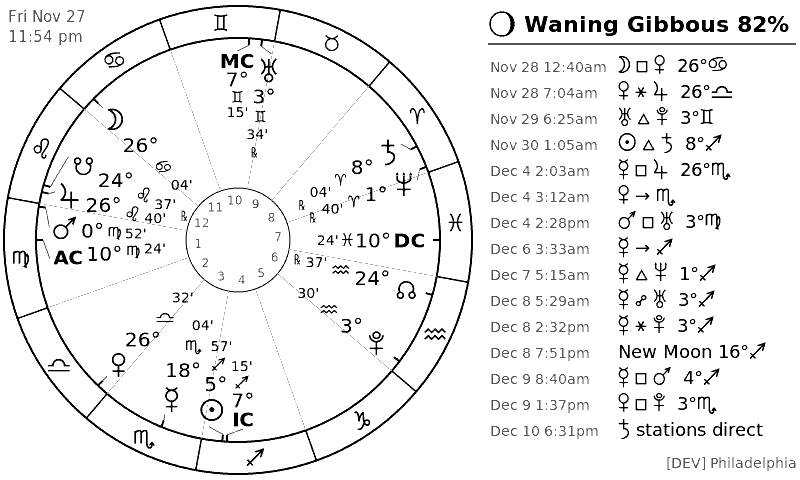 Fri Nov 27
11:54 pm
☽ Waning Gibbous 82%
Nov 28 12:40am ☽ □ ♀ 26°♋
Nov 28 7:04am ♀ ⚹ ♃ 26°♎
Nov 29 6:25am ♅ △ ♇ 3°♊
Nov 30 1:05am ☉ △ ♄ 8°♐
Dec 4 2:03am ☿ □ ♃ 26°♏
Dec 4 3:12am ♀ → ♏
Dec 4 2:28pm ♂ □ ♅ 3°♍
Dec 6 3:33am ☿ → ♐
Dec 7 5:15am ☿ △ ♆ 1°♐
Dec 8 5:29am ☿ ☍ ♅ 3°♐
Dec 8 2:32pm ☿ ⚹ ♇ 3°♐
Dec 8 7:51pm New Moon 16°♐
Dec 9 8:40am ☿ □ ♂ 4°♐
Dec 9 1:37pm ♀ □ ♇ 3°♏
Dec 10 6:31pm ♄ stations direct
[DEV] Philadelphia
♊
♉
♈
♓
♒
♑
♐
♏
♎
♍
♌
♋
MC 7° ♊ 15'
♅ 3° ♊ 34' ℞
♄ 8° ♈ 04' ℞
♆ 1° ♈ 40' ℞
DC 10° ♓ 24'
☊ 24° ♒ 37' ℞
♇ 3° ♒ 30'
IC 7° ♐ 15'
☉ 5° ♐ 57'
☿ 18° ♏ 04'
♀ 26° ♎ 32'
AC 10° ♍ 24'
♂ 0° ♍ 52'
♃ 26° ♌ 40'
☋ 24° ♌ 37' ℞
☽ 26° ♋ 04'
1
2
3
4
5
6
7
8
9
10
11
12